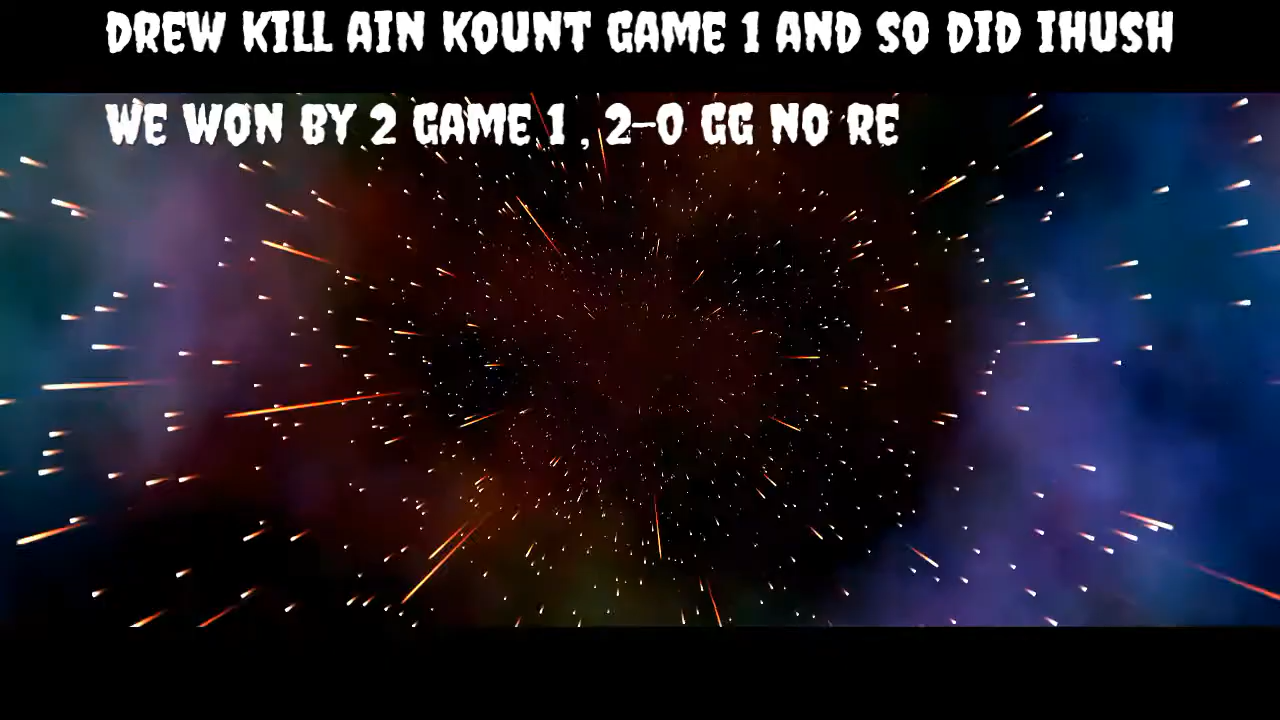 DREW KILL AIN KOUNT GAME 1 AND SO DID IHUSH
WE WON BY 2 GAME 1 , 2-0 GG NO RE